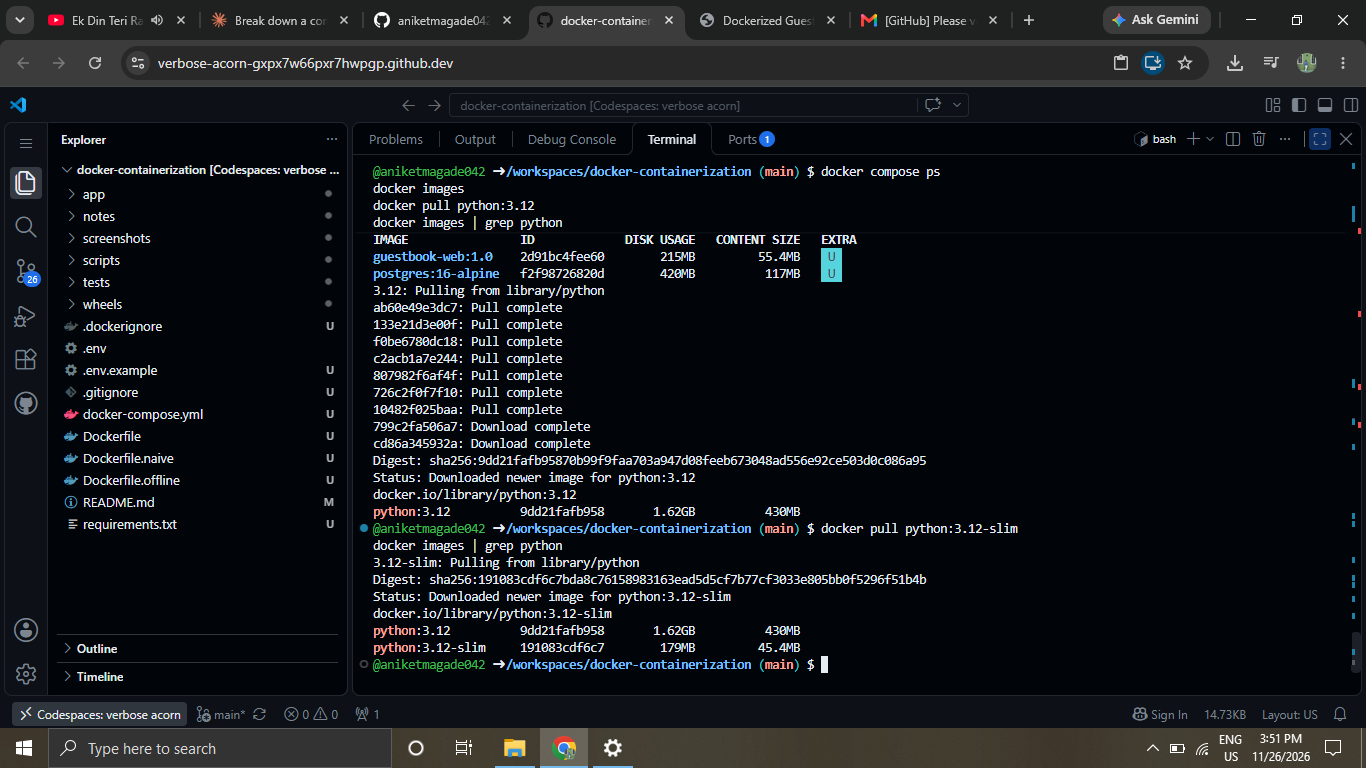 Ek Din Teri Ra
Break down a cor
aniketmagade042
docker-container
Dockerized Gues
[GitHub] Please v
Ask Gemini
verbose-acorn-gxpx7w66pxr7hwpgp.github.dev
docker-containerization [Codespaces: verbose acorn]
Explorer
Problems
Output
Debug Console
Terminal
Ports
1
bash
docker-containerization [Codespaces: verbose ...
app
notes
screenshots
scripts
tests
wheels
.dockerignore U
.env
.env.example U
.gitignore U
docker-compose.yml U
Dockerfile U
Dockerfile.naive U
Dockerfile.offline U
README.md M
requirements.txt U
Outline
Timeline
26
@aniketmagade042 ➜/workspaces/docker-containerization (main) $ docker compose ps
docker images
docker pull python:3.12
docker images | grep python
IMAGE ID DISK USAGE CONTENT SIZE EXTRA
guestbook-web:1.0 2d91bc4fee60 215MB 55.4MB U
postgres:16-alpine f2f98726820d 420MB 117MB U
3.12: Pulling from library/python
ab60e49e3dc7: Pull complete
133e21d3e00f: Pull complete
f0be6780dc18: Pull complete
c2acb1a7e244: Pull complete
807982f6af4f: Pull complete
726c2f0f7f10: Pull complete
10482f025baa: Pull complete
799c2fa506a7: Download complete
cd86a345932a: Download complete
Digest: sha256:9dd21fafb95870b99f9faa703a947d08feeb673048ad556e92ce503d0c086a95
Status: Downloaded newer image for python:3.12
docker.io/library/python:3.12
python:3.12 9dd21fafb958 1.62GB 430MB
@aniketmagade042 ➜/workspaces/docker-containerization (main) $ docker pull python:3.12-slim
docker images | grep python
3.12-slim: Pulling from library/python
Digest: sha256:191083cdf6c7bda8c76158983163ead5d5cf7b77cf3033e805bb0f5296f51b4b
Status: Downloaded newer image for python:3.12-slim
docker.io/library/python:3.12-slim
python:3.12 9dd21fafb958 1.62GB 430MB
python:3.12-slim 191083cdf6c7 179MB 45.4MB
@aniketmagade042 ➜/workspaces/docker-containerization (main) $
Codespaces: verbose acorn
main*
0
0
1
Sign In
14.73KB
Layout: US
Type here to search
ENG
US
3:51 PM
11/26/2026